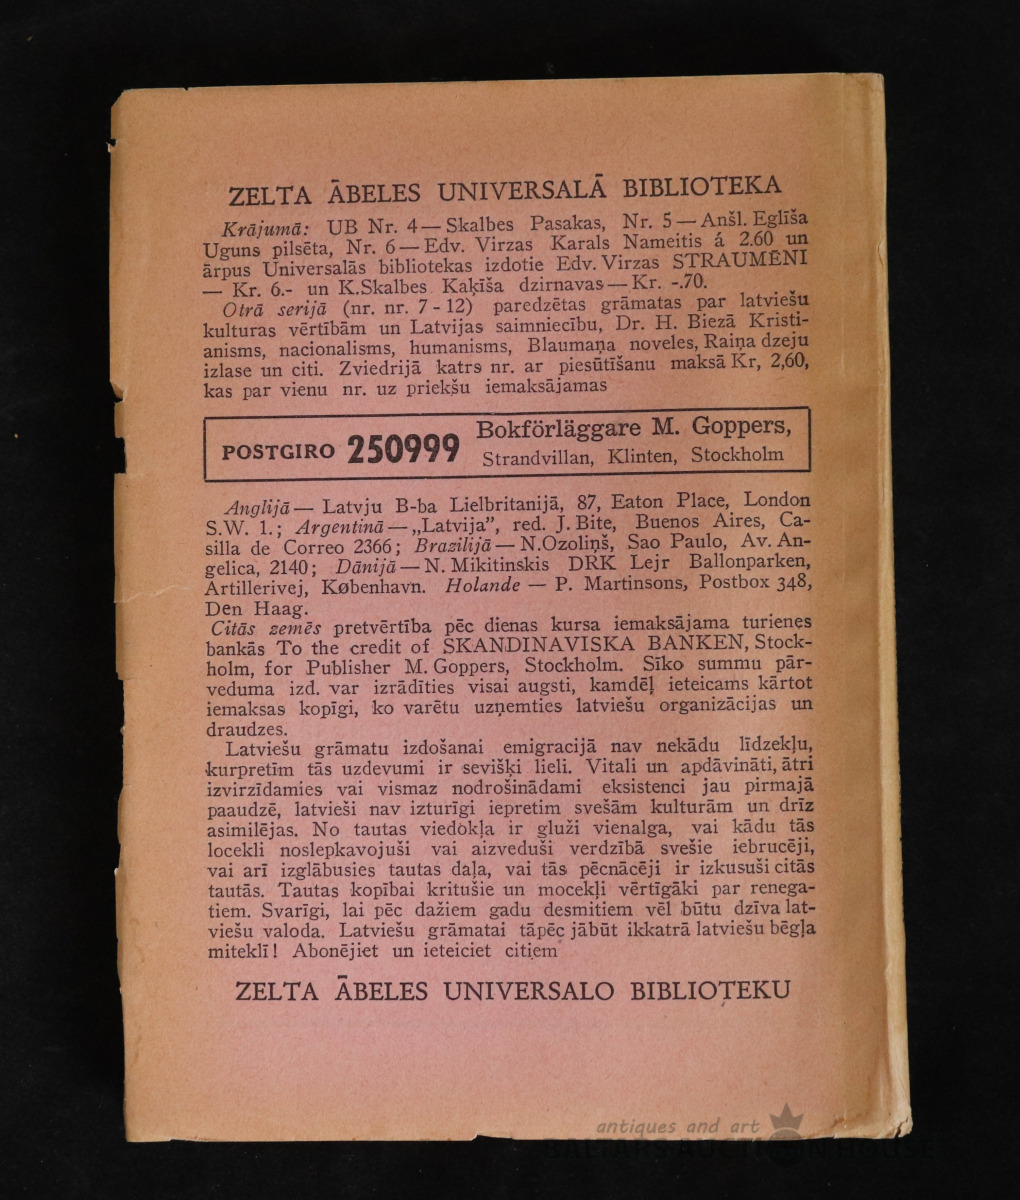 ZELTA ĀBELES UNIVERSALĀ BIBLIOTEKA
Krājumā: UB Nr. 4 — Skalbes Pasakas, Nr. 5 — Anšl. Eglīša
Uguns pilsēta, Nr. 6 — Edv. Virzas Karals Nameitis á 2.60 un
ārpus Universalās bibliotekas izdotie Edv. Virzas STRAUMĒNI
— Kr. 6.- un K.Skalbes Kaķīša dzirnavas — Kr. -.70.
Otrā serijā (nr. nr. 7 - 12) paredzētas grāmatas par latviešu
kulturas vērtībām un Latvijas saimniecību, Dr. H. Biezā Kristi-
anisms, nacionalisms, humanisms, Blaumaņa noveles, Raiņa dzeju
izlase un citi. Zviedrijā katrs nr. ar piesūtīšanu maksā Kr, 2,60,
kas par vienu nr. uz priekšu iemaksājamas
POSTGIRO 250999 Bokförläggare M. Goppers,
Strandvillan, Klinten, Stockholm
Anglijā — Latvju B-ba Lielbritanijā, 87, Eaton Place, London
S.W. 1.; Argentinā — „Latvija”, red. J. Bite, Buenos Aires, Ca-
silla de Correo 2366; Brazilijā — N.Ozoliņš, Sao Paulo, Av. An-
gelica, 2140; Dānijā — N. Mikitinskis DRK Lejr Ballonparken,
Artillerivej, København. Holande — P. Martinsons, Postbox 348,
Den Haag.
Citās zemēs pretvērtība pēc dienas kursa iemaksājama turienes
bankās To the credit of SKANDINAVISKA BANKEN, Stock-
holm, for Publisher M. Goppers, Stockholm. Sīko summu pār-
veduma izd. var izrādīties visai augsti, kamdēļ ieteicams kārtot
iemaksas kopīgi, ko varētu uzņemties latviešu organizācijas un
draudzes.
Latviešu grāmatu izdošanai emigracijā nav nekādu līdzekļu,
kurpretīm tās uzdevumi ir sevišķi lieli. Vitali un apdāvināti, ātri
izvirzīdamies vai vismaz nodrošinādami eksistenci jau pirmajā
paaudzē, latvieši nav izturīgi iepretim svešām kulturām un drīz
asimilējas. No tautas viedokļa ir gluži vienalga, vai kādu tās
locekli noslepkavojuši vai aizveduši verdzībā svešie iebrucēji,
vai arī izglābusies tautas daļa, vai tās pēcnācēji ir izkusuši citās
tautās. Tautas kopībai kritušie un mocekļi vērtīgāki par renega-
tiem. Svarīgi, lai pēc dažiem gadu desmitiem vēl būtu dzīva lat-
viešu valoda. Latviešu grāmatai tāpēc jābūt ikkatrā latviešu bēgļa
miteklī! Abonējiet un ieteiciet citiem
ZELTA ĀBELES UNIVERSALO BIBLIOTEKU
antiques and art
BALTARS AUCTION HOUSE